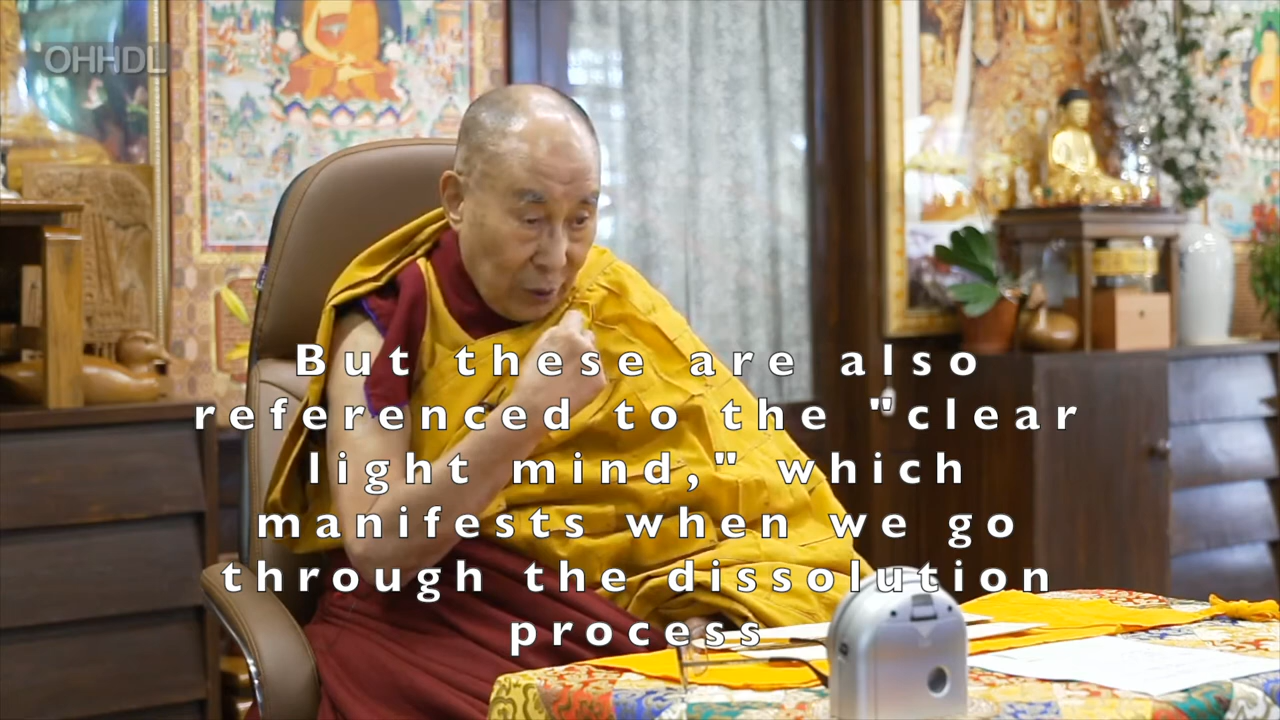 OHHDL
But these are also
referenced to the "clear
light mind," which
manifests when we go
through the dissolution
process